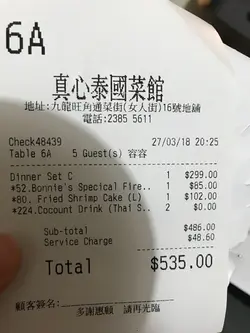 6A
真心泰國菜館
地址:九龍旺角通菜街(女人街)16號地舖
電話:2385 5611
Check48439 27/03/18 20:25
Table 6A 5 Guest(s) 容容
Dinner Set C 1 $299.00
*52.Bonnie's Specical Fire.. 1 $85.00
*80. Fried Shrimp Cake (L) 1 $102.00
*224.Cocount Drink (Thai S.. 2 $0.00
Sub-total $486.00
Service Charge $48.60
Total $535.00
顧客簽名:
多謝應顧 請再光臨